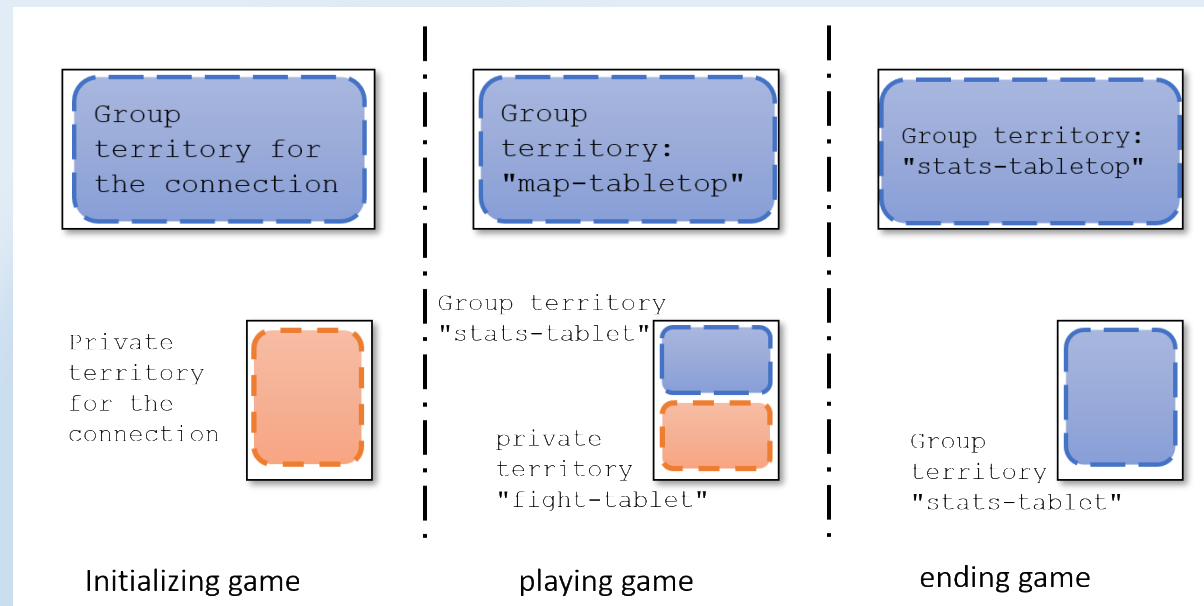 Group
territory for
the connection
Group
territory:
"map-tabletop"
Group territory:
"stats-tabletop"
Private
territory
for the
connection
Group territory
"stats-tablet"
private
territory
"fight-tablet"
Group
territory
"stats-tablet"
Initializing game
playing game
ending game